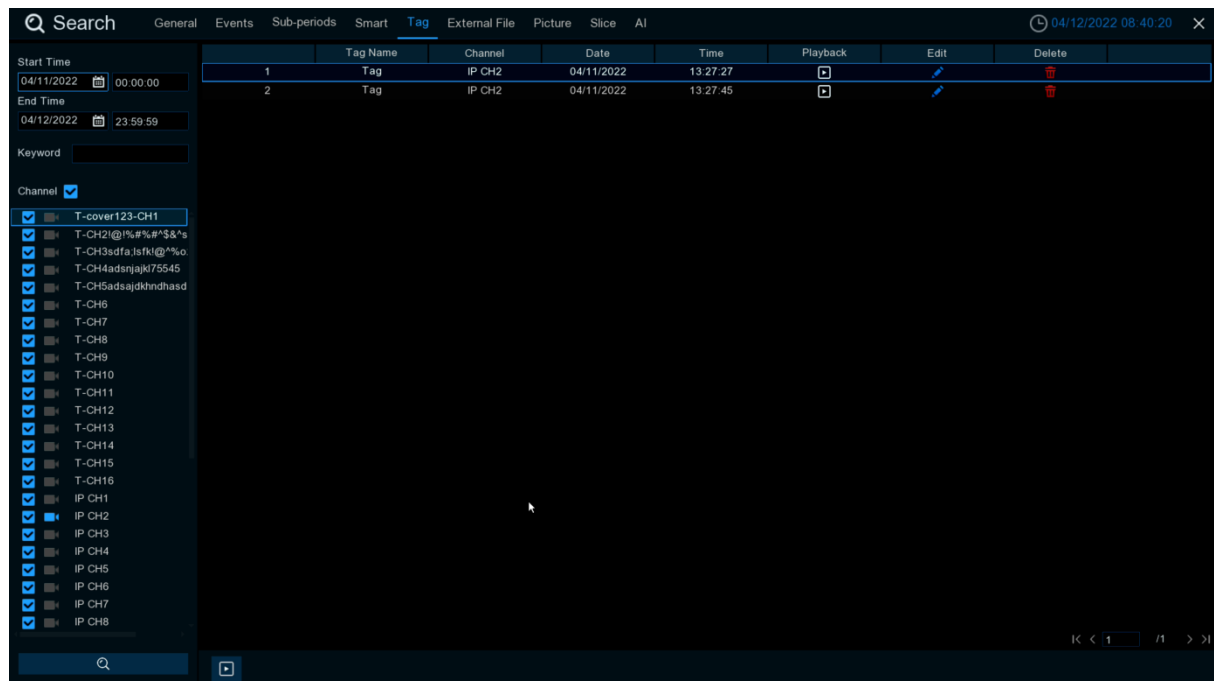 Search General Events Sub-periods Smart Tag External File Picture Slice AI 04/12/2022 08:40:20
Start Time
04/11/2022 00:00:00
End Time
04/12/2022 23:59:59
Keyword
Channel
T-cover123-CH1
T-CH2!@!%#%#^$&^s
T-CH3sdfa;lsfk!@^%o
T-CH4adsnjajkl75545
T-CH5adsajdkhndhasd
T-CH6
T-CH7
T-CH8
T-CH9
T-CH10
T-CH11
T-CH12
T-CH13
T-CH14
T-CH15
T-CH16
IP CH1
IP CH2
IP CH3
IP CH4
IP CH5
IP CH6
IP CH7
IP CH8
Tag Name Channel Date Time Playback Edit Delete
1 Tag IP CH2 04/11/2022 13:27:27
2 Tag IP CH2 04/11/2022 13:27:45
1 /1